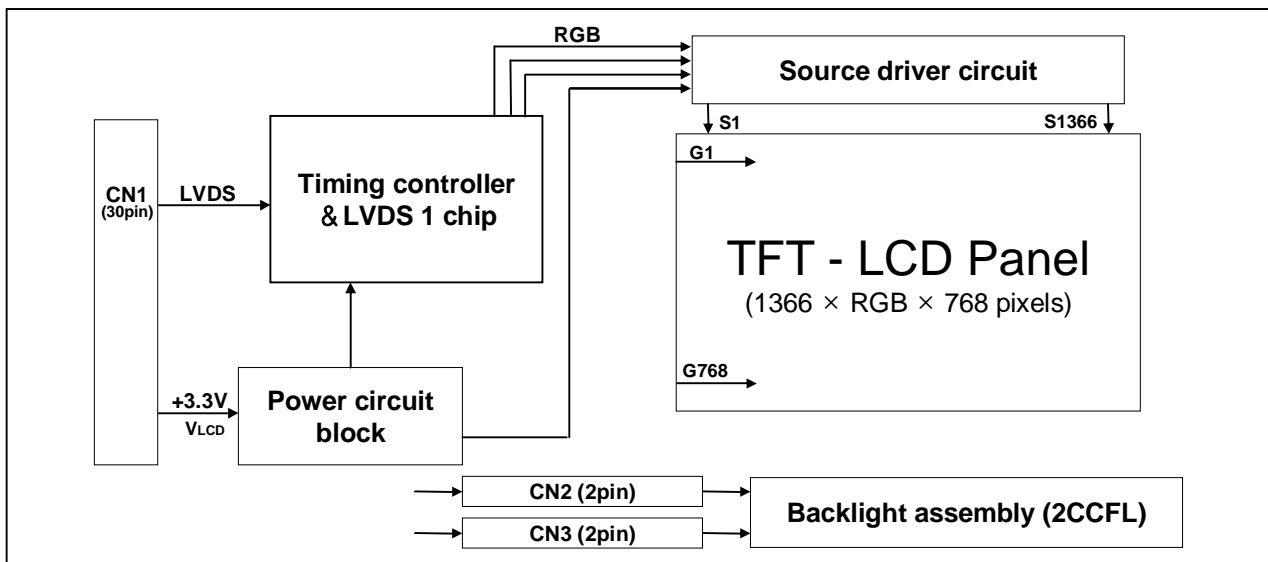 RGB
Source driver circuit
S1
S1366
CN1
(30pin)
LVDS
Timing controller
＆LVDS 1 chip
G1
TFT - LCD Panel
(1366 × RGB × 768 pixels)
G768
+3.3V
VLCD
Power circuit
block
CN2 (2pin)
CN3 (2pin)
Backlight assembly (2CCFL)